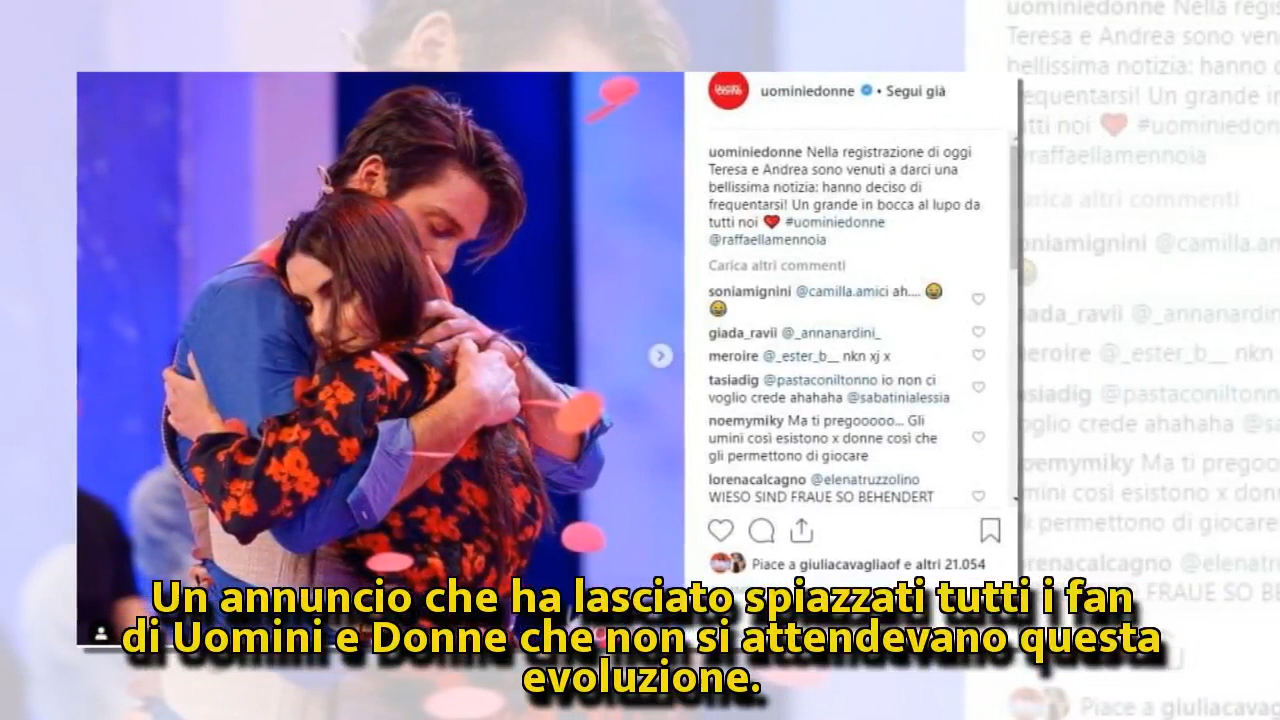 uominiedonne • Segui già
uominiedonne Nella registrazione di oggi
Teresa e Andrea sono venuti a darci una
bellissima notizia: hanno deciso di
frequentarsi! Un grande in bocca al lupo da
tutti noi ❤️ #uominiedonne
@raffaellamennoia
Carica altri commenti
soniamignini @camilla.amici ah.... 😂
😂
giada_ravii @_annanardini_
meroire @_ester_b__ nkn xj x
tasiadig @pastaconiltonno io non ci
voglio crede ahahaha @sabatinialessia
noemymiky Ma ti pregooooo... Gli
umini così esistono x donne così che
gli permettono di giocare
lorenacalcagno @elenatruzzolino
WIESO SIND FRAUE SO BEHENDERT
Piace a giuliacavagliaof e altri 21.054
Un annuncio che ha lasciato spiazzati tutti i fan
di Uomini e Donne che non si attendevano questa
evoluzione.